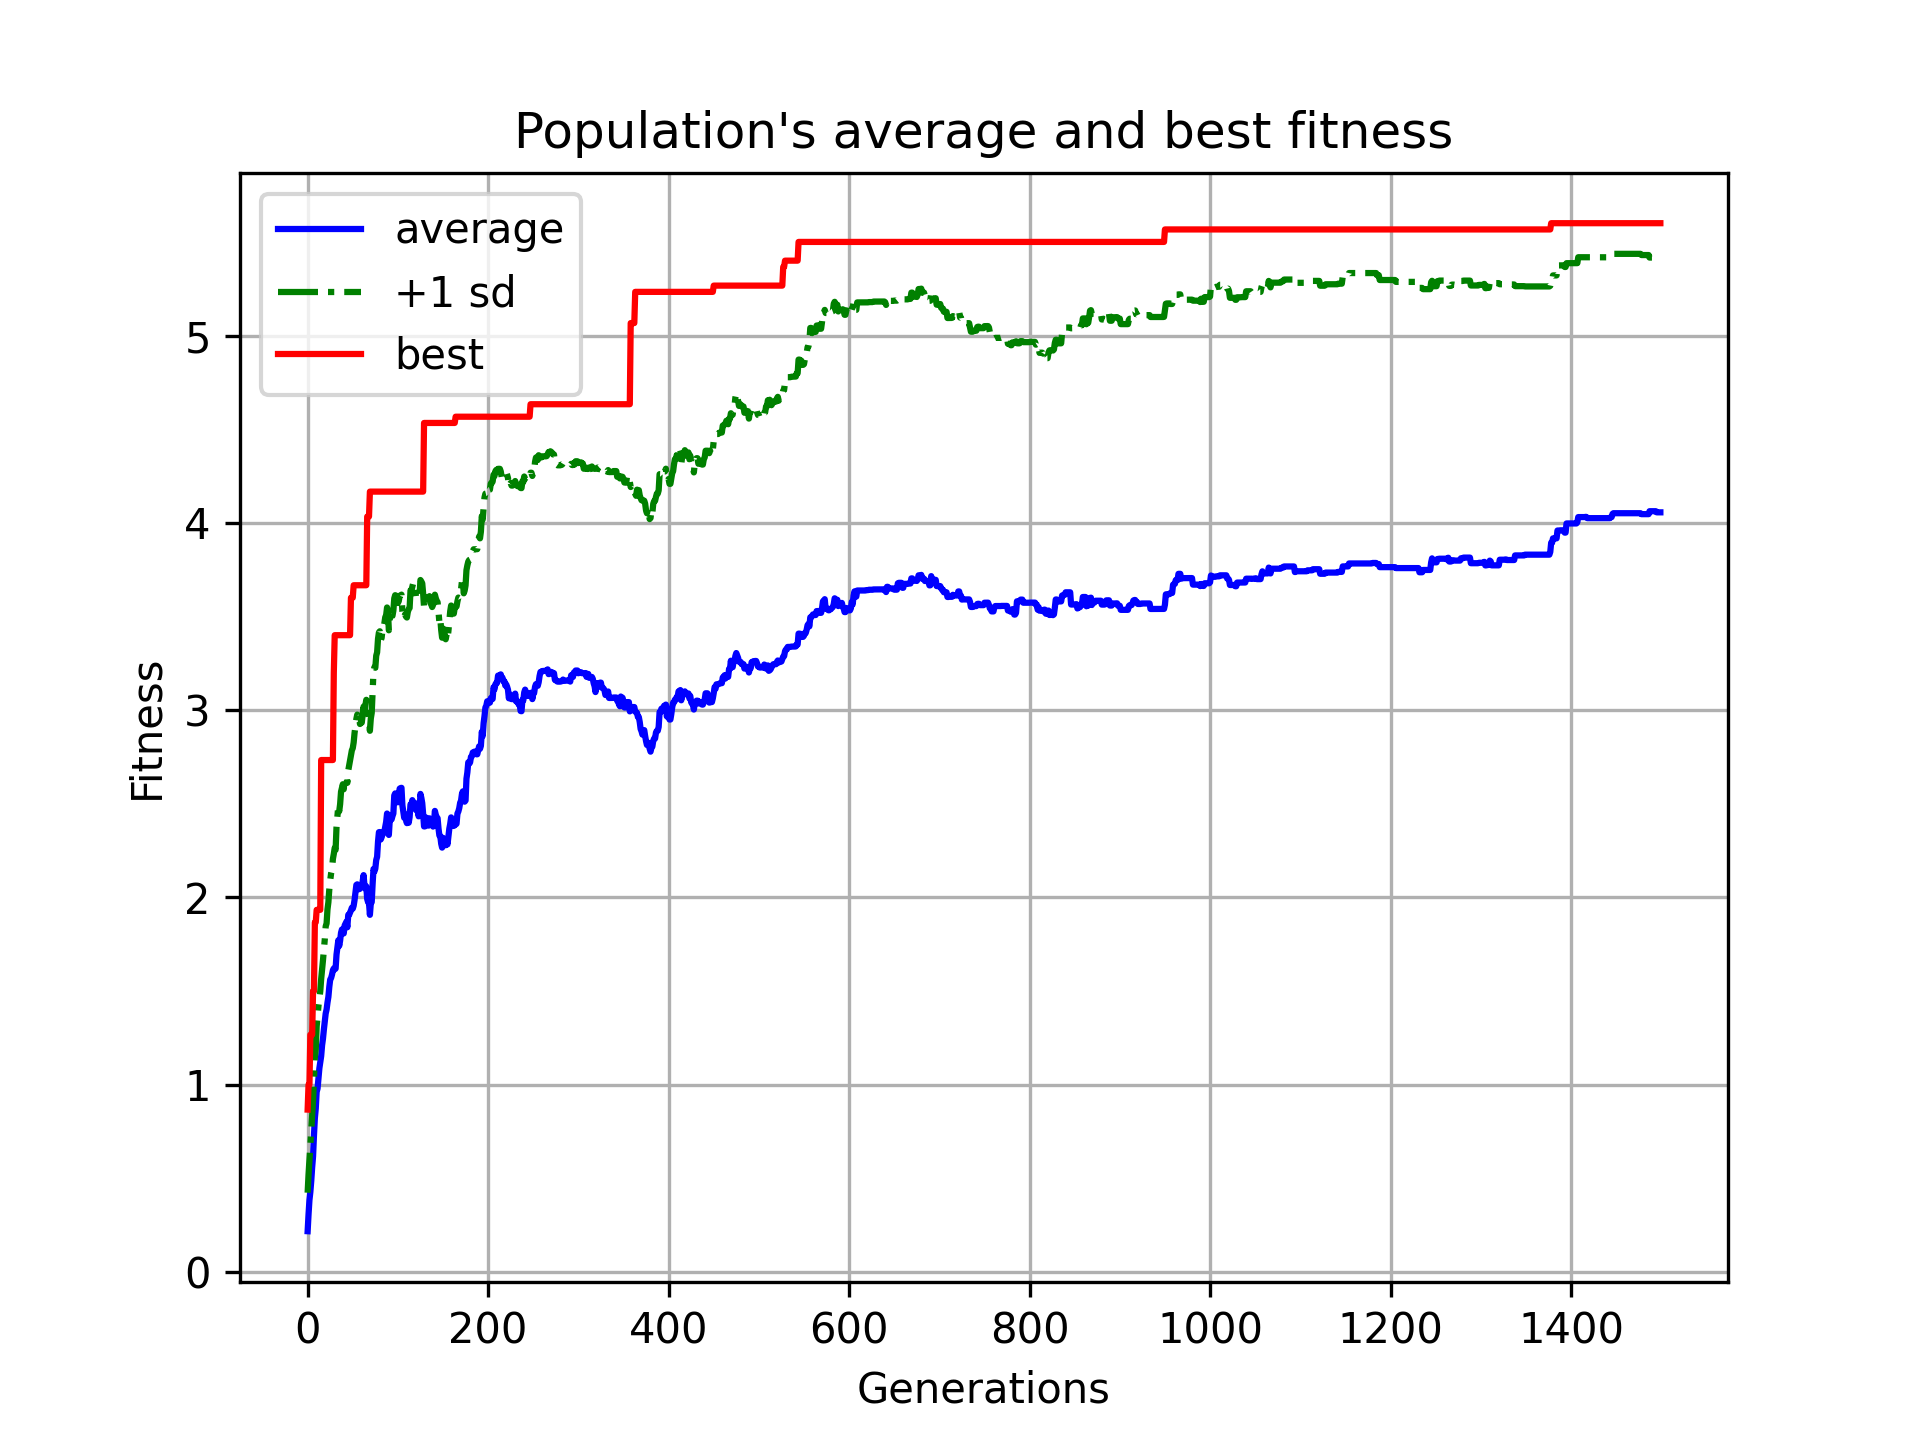 Population's average and best fitness
average
+1 sd
best
Fitness
5
4
3
2
1
0
0 200 400 600 800 1000 1200 1400
Generations